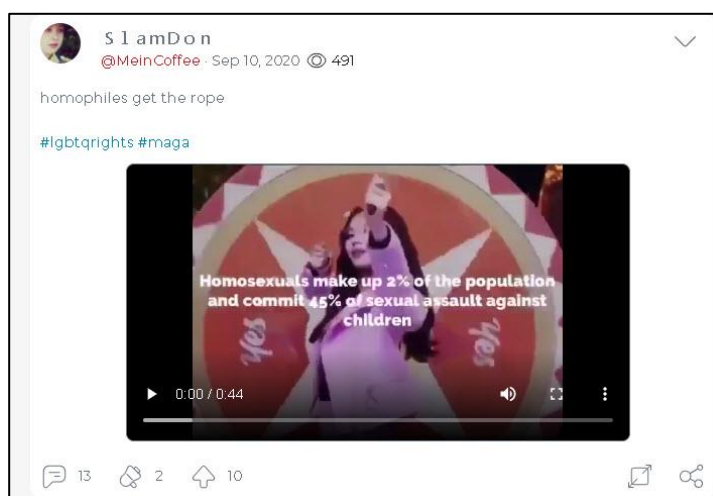 SlamDon
@MeinCoffee · Sep 10, 2020 491
homophiles get the rope
#lgbtqrights #maga
Homosexuals make up 2% of the population
and commit 45% of sexual assault against
children
Yes
Yes
0:00 / 0:44
13 2 10